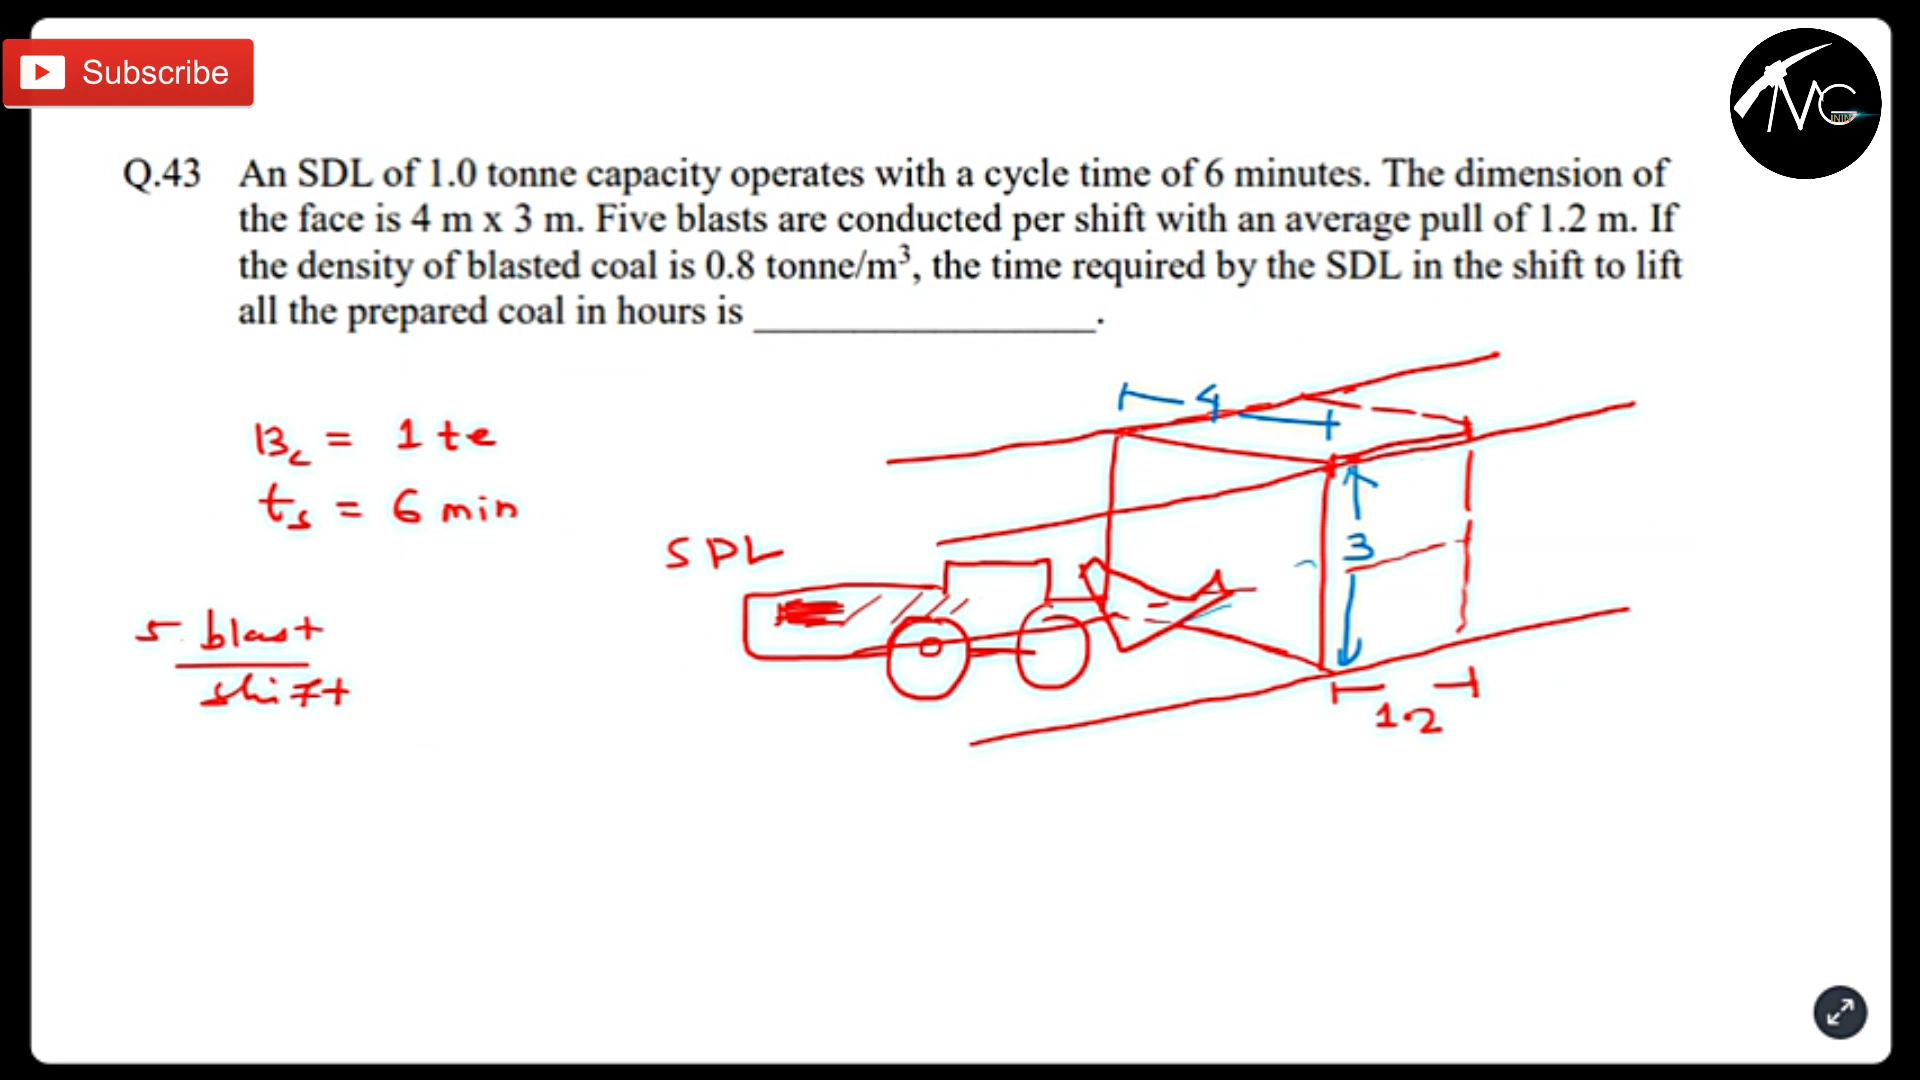 Subscribe
MG
Q.43 An SDL of 1.0 tonne capacity operates with a cycle time of 6 minutes. The dimension of
the face is 4 m x 3 m. Five blasts are conducted per shift with an average pull of 1.2 m. If
the density of blasted coal is 0.8 tonne/m³, the time required by the SDL in the shift to lift
all the prepared coal in hours is ________________.
4
Bc = 1 te
ts = 6 min
SDL
3
5 blast
shift
1.2